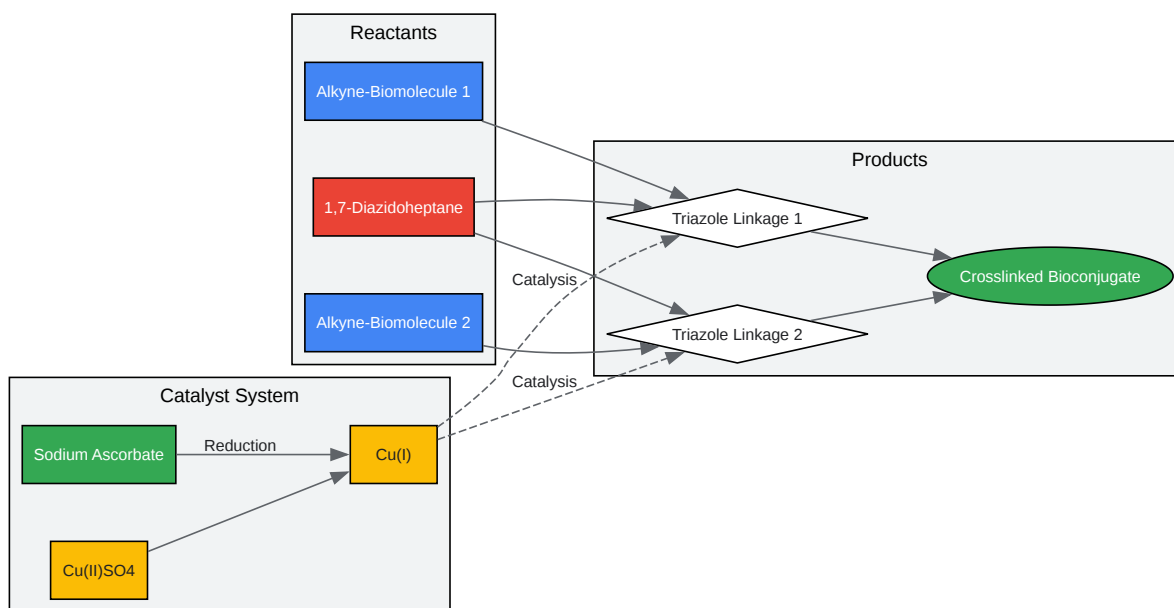 Reactants
Alkyne-Biomolecule 1
1,7-Diazidoheptane
Alkyne-Biomolecule 2
Products
Triazole Linkage 1
Triazole Linkage 2
Crosslinked Bioconjugate
Catalysis
Catalysis
Catalyst System
Sodium Ascorbate
Reduction
Cu(I)
Cu(II)SO4